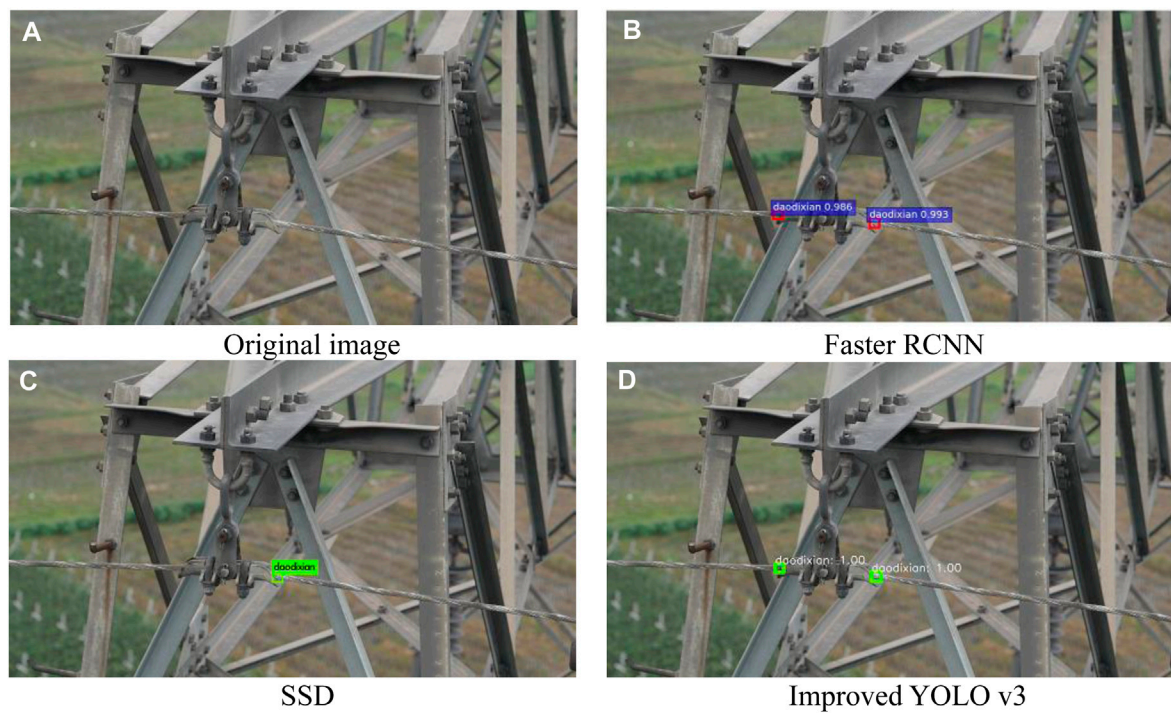 A
B
daodixian 0.986
daodixian 0.993
Original image
Faster RCNN
C
D
daodixian
daodixian: 1.00
daodixian: 1.00
SSD
Improved YOLO v3